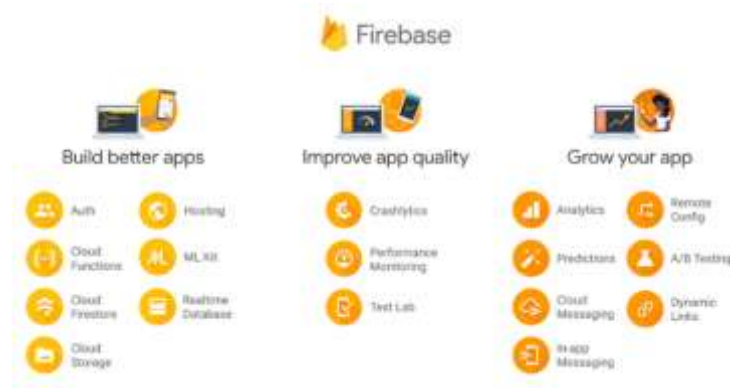 Firebase
Build better apps
Auth
Hosting
Cloud
Functions
ML Kit
Cloud
Firestore
Realtime
Database
Cloud
Storage
Improve app quality
Crashlytics
Performance
Monitoring
Test Lab
Grow your app
Analytics
Remote
Config
Predictions
A/B Testing
Cloud
Messaging
Dynamic
Links
In-app
Messaging